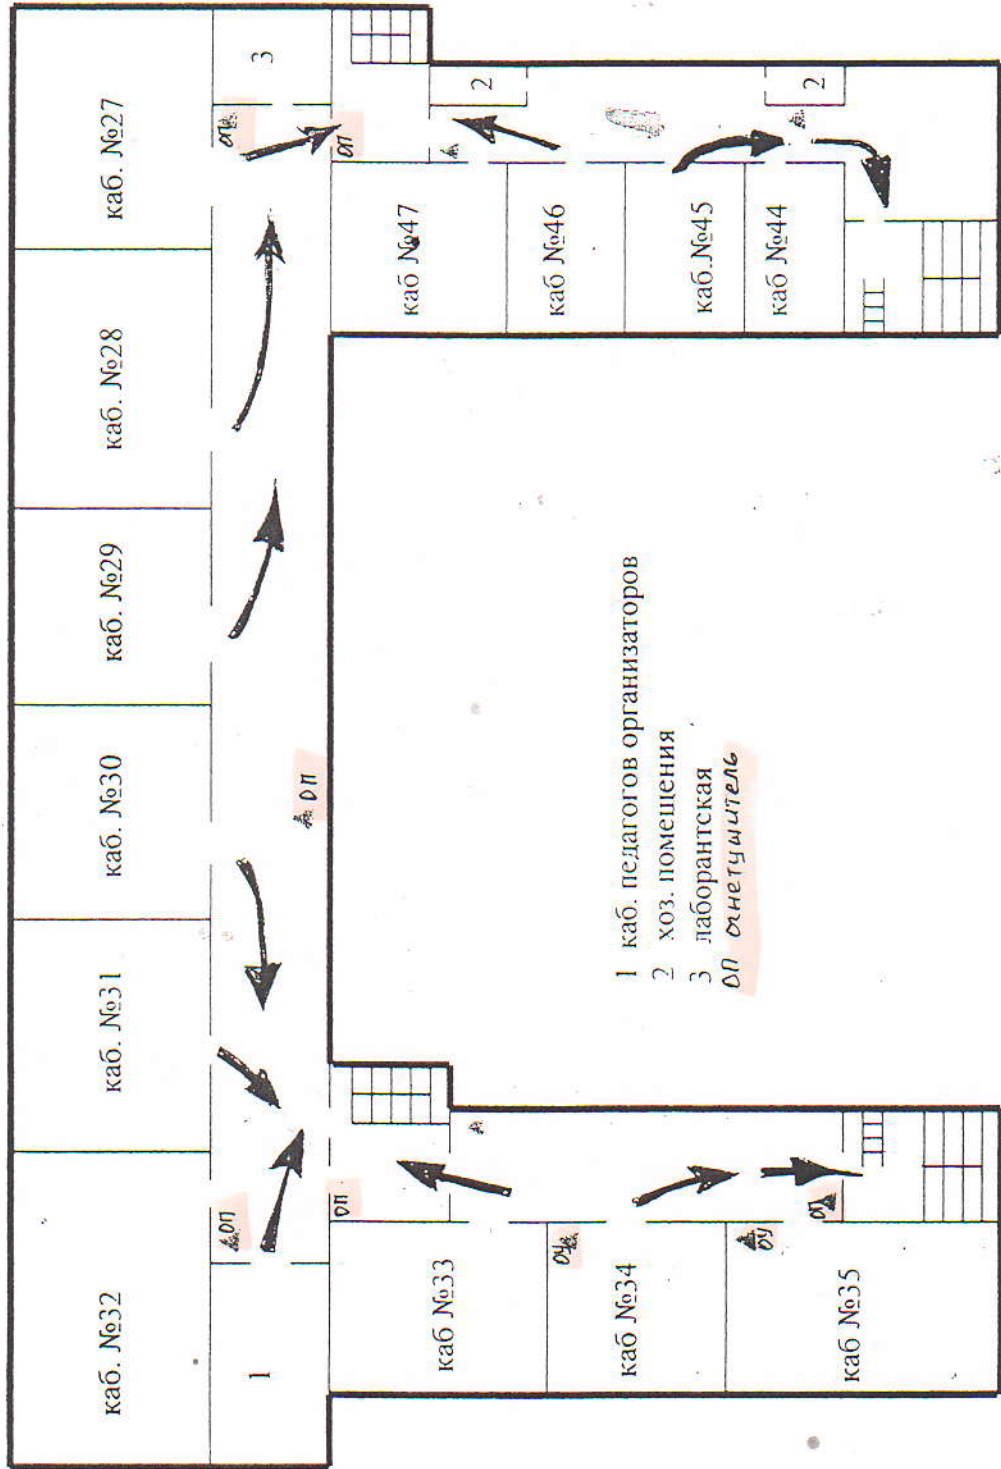 каб. №32
каб. №31
каб. №30
каб. №29
каб. №28
каб. №27
ОП
ОП
1
3
ОП
ОП
ОП
каб №33
ОУ
каб №34
ОУ
ОП
каб №35
1 каб. педагогов организаторов
2 хоз. помещения
3 лаборантская
ОП огнетушитель
каб №47
2
каб №46
каб.№45
каб №44
2